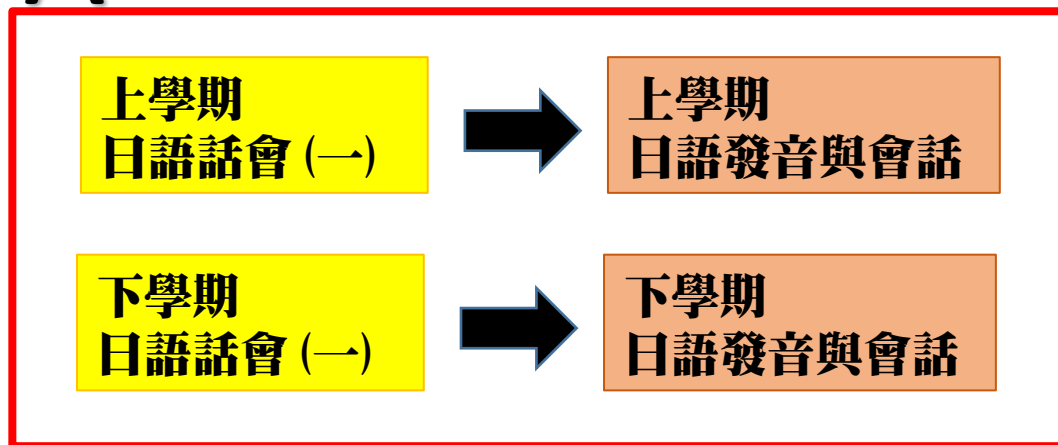 上學期
日語話會 (一)
上學期
日語發音與會話
下學期
日語話會 (一)
下學期
日語發音與會話